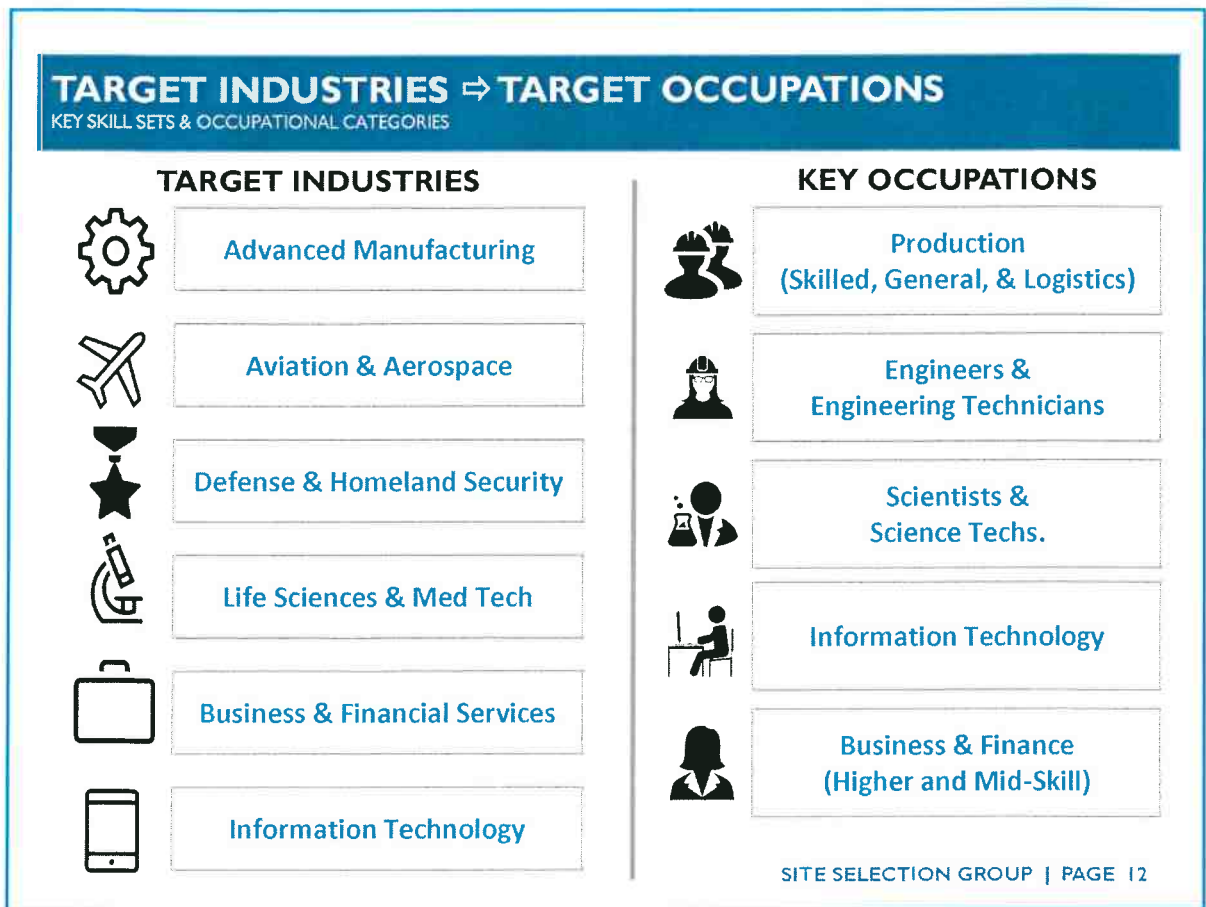 TARGET INDUSTRIES ⇨ TARGET OCCUPATIONS
KEY SKILL SETS & OCCUPATIONAL CATEGORIES
TARGET INDUSTRIES
Advanced Manufacturing
Aviation & Aerospace
Defense & Homeland Security
Life Sciences & Med Tech
Business & Financial Services
Information Technology
KEY OCCUPATIONS
Production
(Skilled, General, & Logistics)
Engineers &
Engineering Technicians
Scientists &
Science Techs.
Information Technology
Business & Finance
(Higher and Mid-Skill)
SITE SELECTION GROUP | PAGE 12